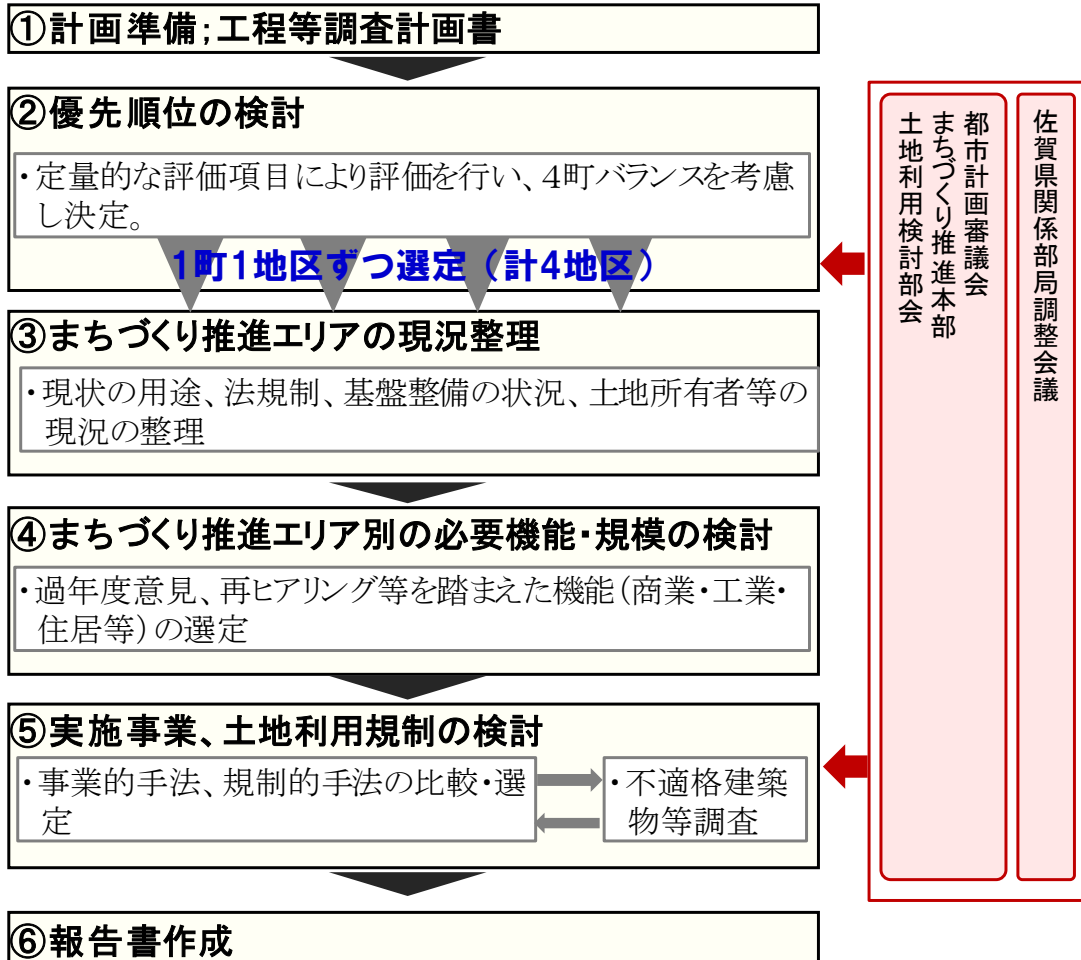 ①計画準備；工程等調査計画書
②優先順位の検討
・定量的な評価項目により評価を行い、４町バランスを考慮
し決定。
1町1地区ずつ選定（計4地区）
③まちづくり推進エリアの現況整理
・現状の用途、法規制、基盤整備の状況、土地所有者等の
現況の整理
④まちづくり推進エリア別の必要機能・規模の検討
・過年度意見、再ヒアリング等を踏まえた機能（商業・工業・
住居等）の選定
⑤実施事業、土地利用規制の検討
・事業的手法、規制的手法の比較・選
定
・不適格建築
物等調査
⑥報告書作成
佐賀県関係部局調整会議
都市計画審議会
まちづくり推進本部
土地利用検討部会